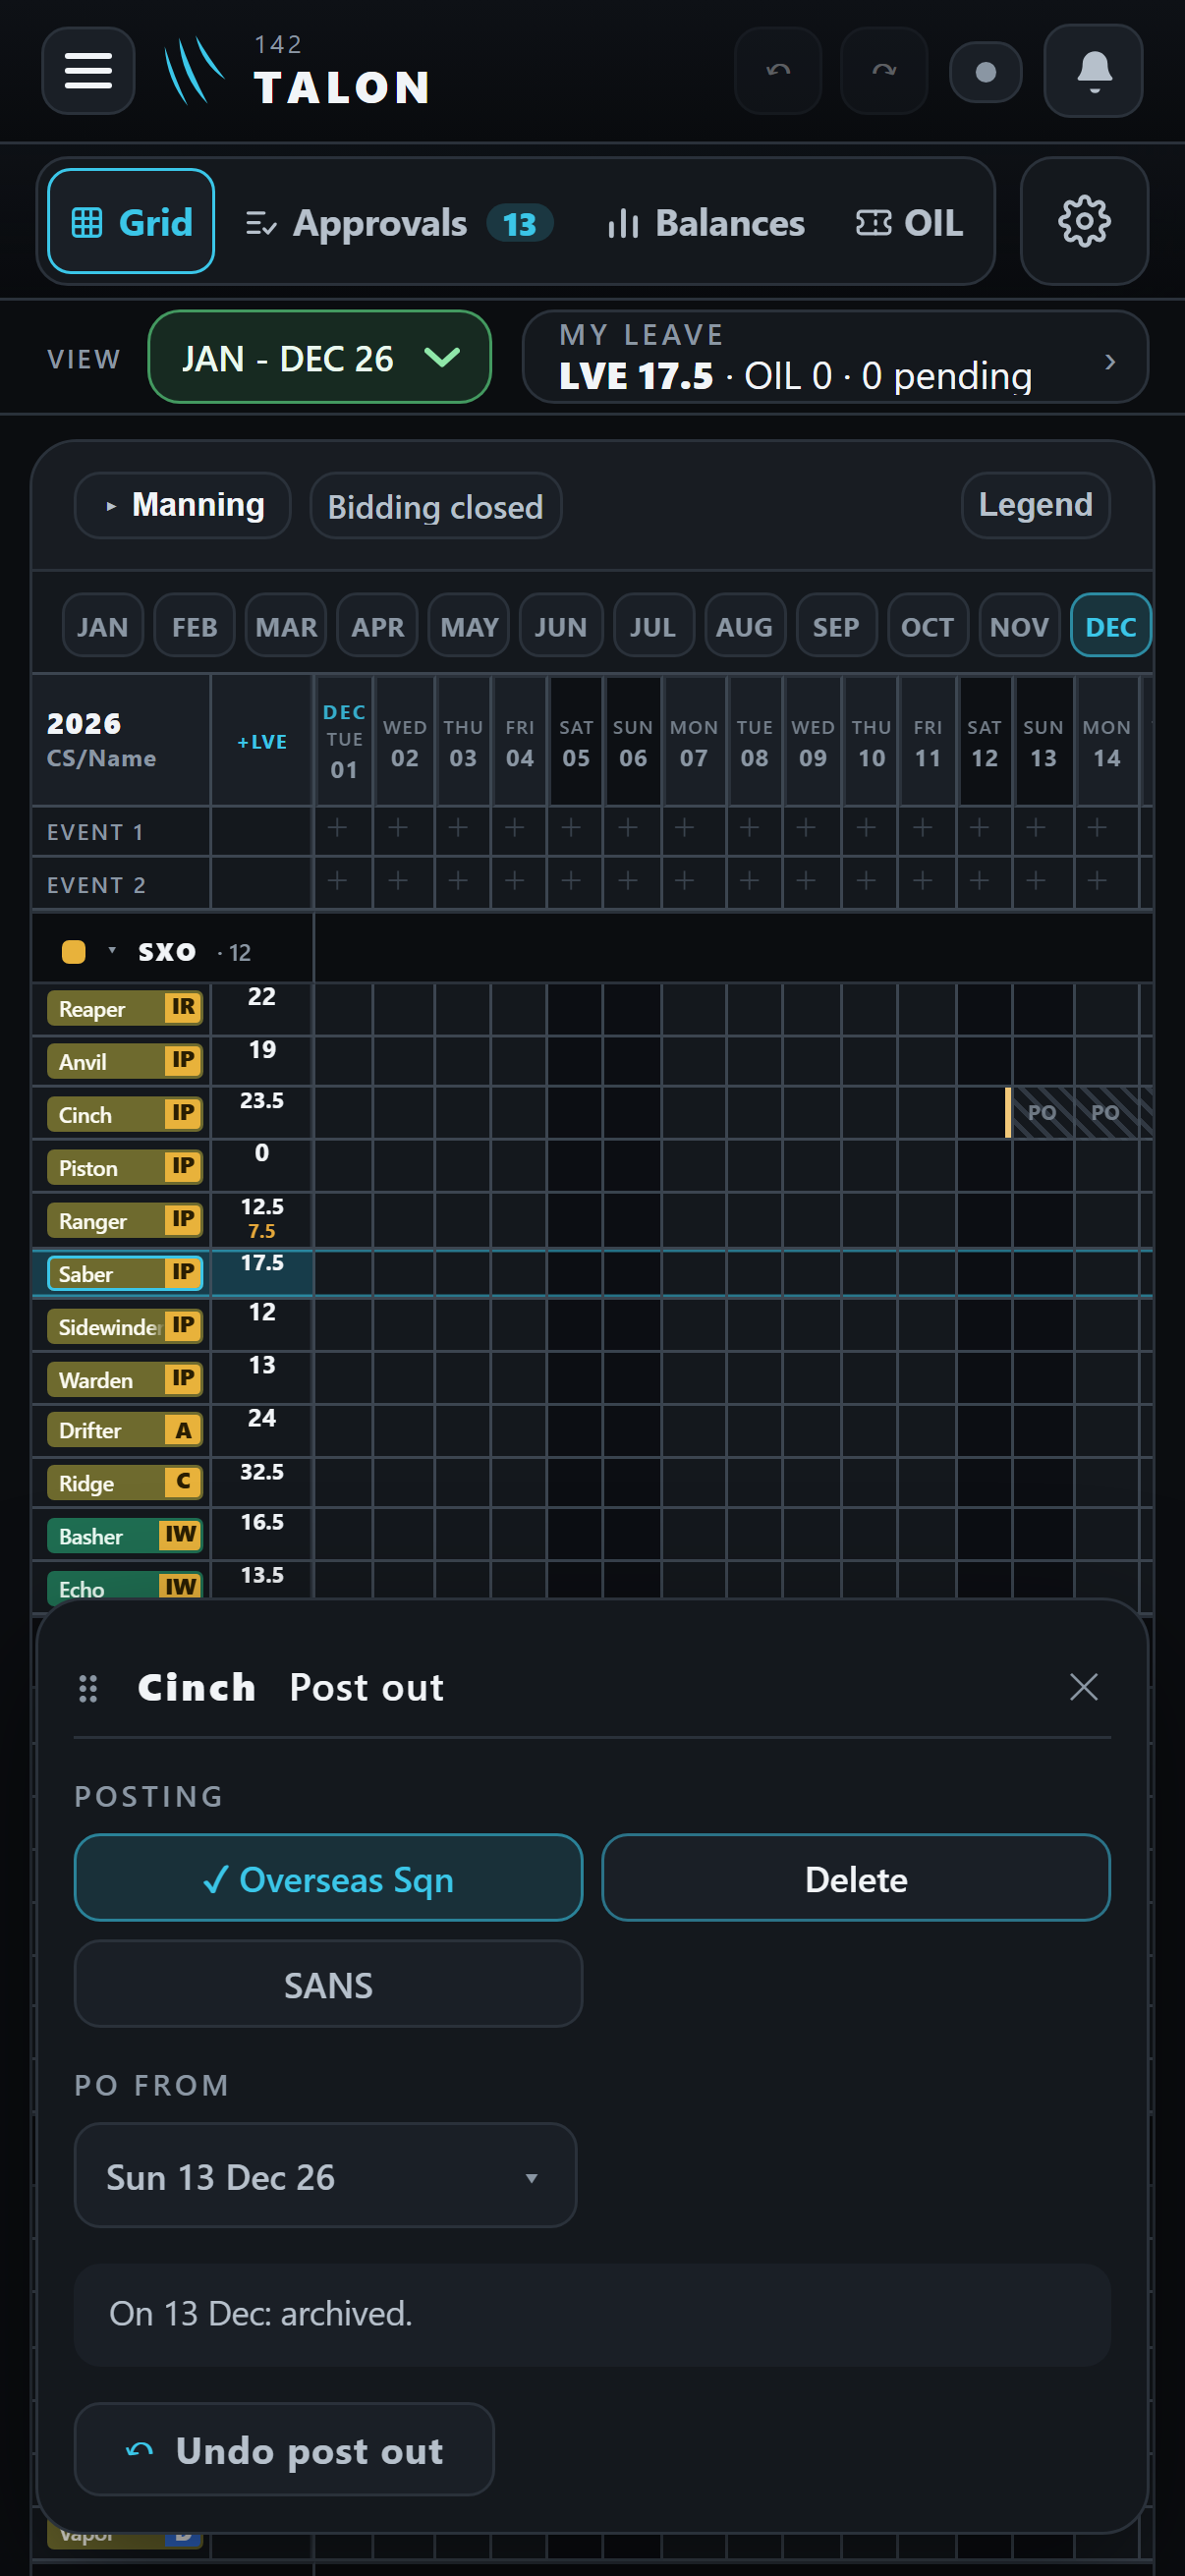 142
TALON
Grid Approvals 13 Balances OIL
VIEW JAN - DEC 26 MY LEAVE
LVE 17.5 · OIL 0 · 0 pending ›
▸ Manning Bidding closed Legend
JAN FEB MAR APR MAY JUN JUL AUG SEP OCT NOV DEC
2026
CS/Name
+LVE
DEC TUE 01 WED 02 THU 03 FRI 04 SAT 05 SUN 06 MON 07 TUE 08 WED 09 THU 10 FRI 11 SAT 12 SUN 13 MON 14
EVENT 1 + + + + + + + + + + + + + +
EVENT 2 + + + + + + + + + + + + + +
▾ SXO · 12
Reaper IR 22
Anvil IP 19
Cinch IP 23.5 PO PO
Piston IP 0
Ranger IP 12.5
7.5
Saber IP 17.5
Sidewinder IP 12
Warden IP 13
Drifter A 24
Ridge C 32.5
Basher IW 16.5
Echo IW 13.5
Cinch Post out
POSTING
✓ Overseas Sqn Delete
SANS
PO FROM
Sun 13 Dec 26 ▾
On 13 Dec: archived.
Undo post out